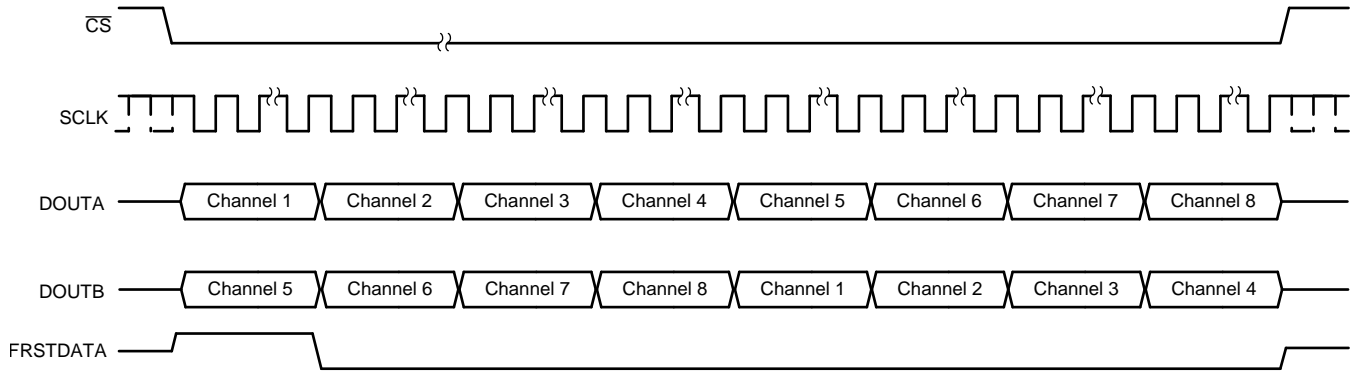 CS
SCLK
DOUTA Channel 1 Channel 2 Channel 3 Channel 4 Channel 5 Channel 6 Channel 7 Channel 8
DOUTB Channel 5 Channel 6 Channel 7 Channel 8 Channel 1 Channel 2 Channel 3 Channel 4
FRSTDATA